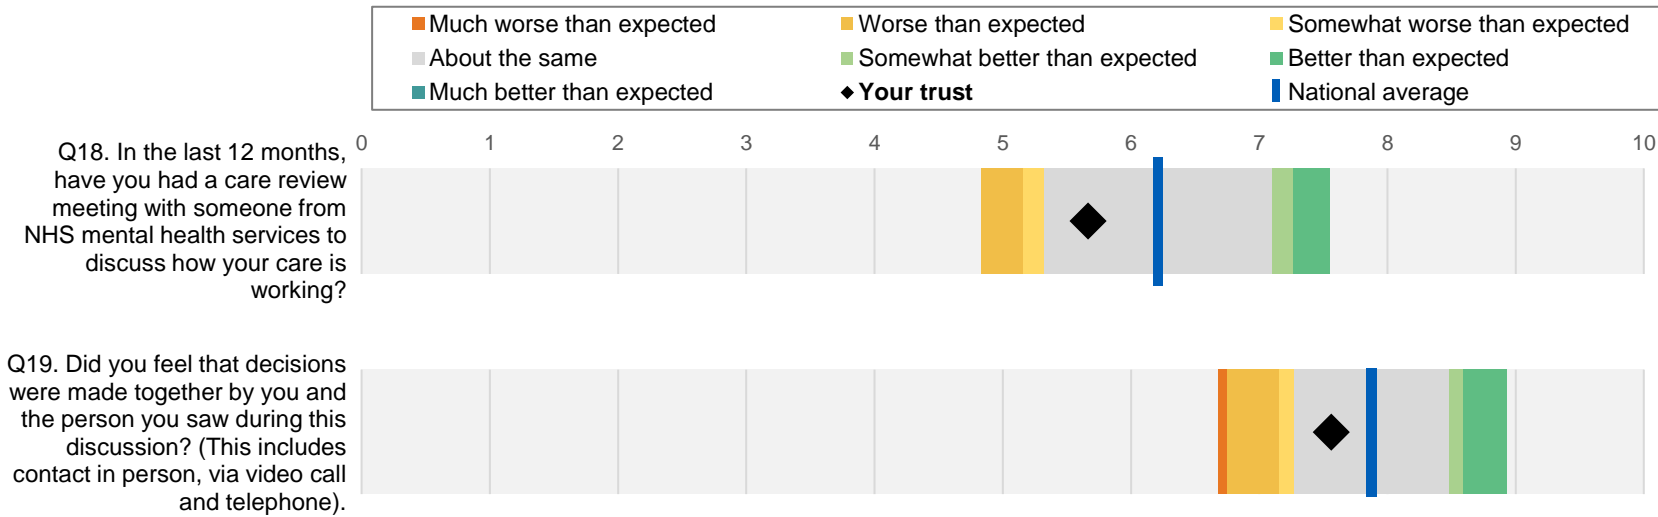 Much worse than expected
Worse than expected
Somewhat worse than expected
About the same
Somewhat better than expected
Better than expected
Much better than expected
Your trust
National average
0 1 2 3 4 5 6 7 8 9 10
Q18. In the last 12 months,
have you had a care review
meeting with someone from
NHS mental health services to
discuss how your care is
working?
Q19. Did you feel that decisions
were made together by you and
the person you saw during this
discussion? (This includes
contact in person, via video call
and telephone).